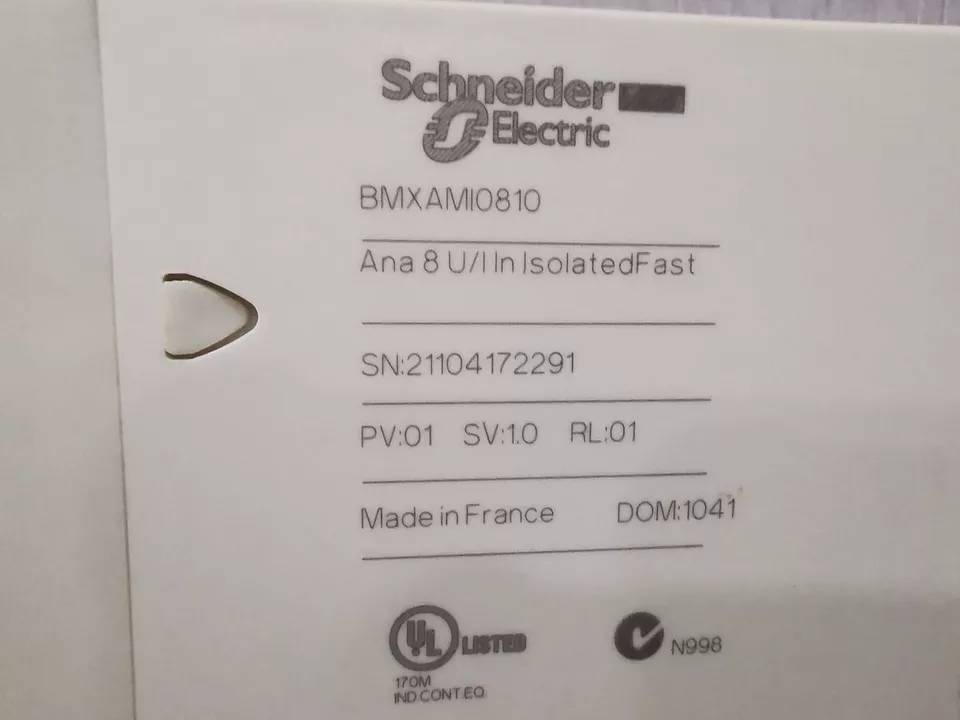 Schneider
Electric
BMXAMI0810
Ana 8 U/I In IsolatedFast
SN:21104172291
PV:01 SV:1.0 RL:01
Made in France DOM:1041
UL LISTED
170M
IND.CONT.EQ
N998